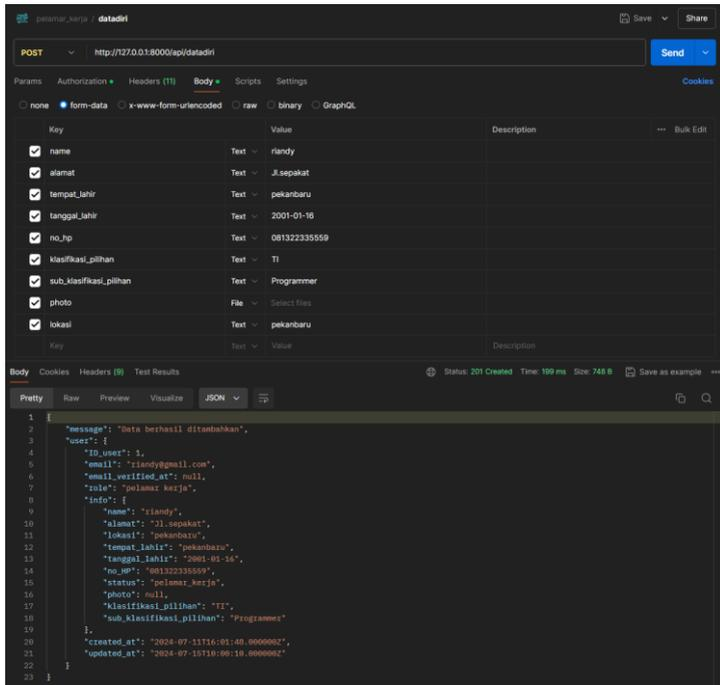 pelamar_kerja / datadiri Save Share
POST http://127.0.0.1:8000/api/datadiri Send
Params Authorization Headers (11) Body Scripts Settings Cookies
none form-data x-www-form-urlencoded raw binary GraphQL
Key Value Description Bulk Edit
name Text riandy
alamat Text Jl.sepakat
tempat_lahir Text pekanbaru
tanggal_lahir Text 2001-01-16
no_hp Text 081322335559
klasifikasi_pilihan Text TI
sub_klasifikasi_pilihan Text Programmer
photo File Select files
lokasi Text pekanbaru
Key Text Value Description
Body Cookies Headers (9) Test Results Status: 201 Created Time: 199 ms Size: 748 B Save as example
Pretty Raw Preview Visualize JSON
1 {
2 "message": "Data berhasil ditambahkan",
3 "user": {
4 "ID_user": 1,
5 "email": "riandy@gmail.com",
6 "email_verified_at": null,
7 "role": "pelamar kerja",
8 "info": {
9 "name": "riandy",
10 "alamat": "Jl.sepakat",
11 "lokasi": "pekanbaru",
12 "tempat_lahir": "pekanbaru",
13 "tanggal_lahir": "2001-01-16",
14 "no_HP": "081322335559",
15 "status": "pelamar_kerja",
16 "photo": null,
17 "klasifikasi_pilihan": "TI",
18 "sub_klasifikasi_pilihan": "Programmer"
19 },
20 "created_at": "2024-07-11T16:01:48.000000Z",
21 "updated_at": "2024-07-15T10:00:10.000000Z"
22 }
23 }